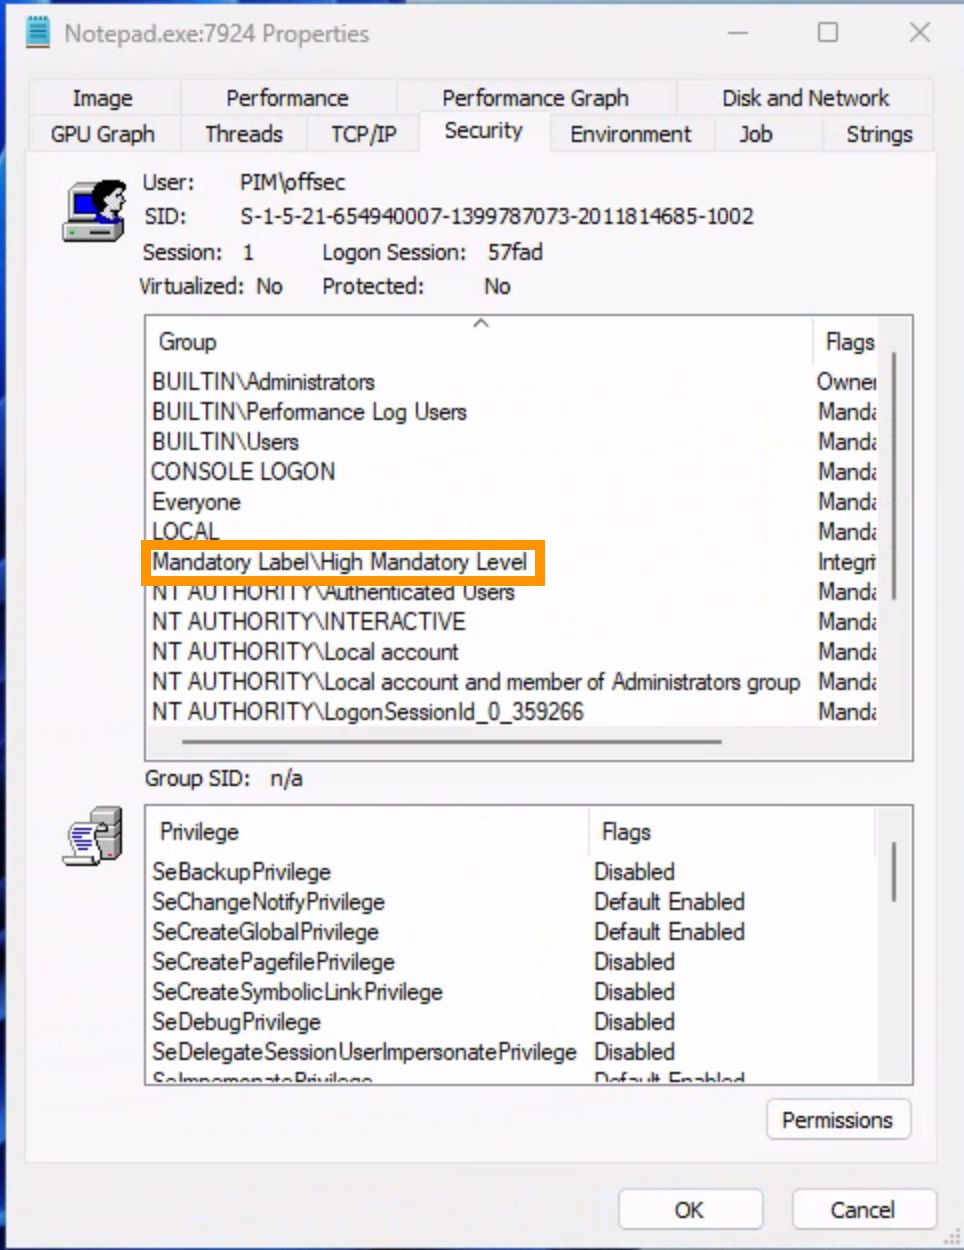 Notepad.exe:7924 Properties
Image Performance Performance Graph Disk and Network
GPU Graph Threads TCP/IP Security Environment Job Strings
User: PIM\offsec
SID: S-1-5-21-654940007-1399787073-2011814685-1002
Session: 1 Logon Session: 57fad
Virtualized: No Protected: No
Group Flags
BUILTIN\Administrators Owner
BUILTIN\Performance Log Users Manda
BUILTIN\Users Manda
CONSOLE LOGON Manda
Everyone Manda
LOCAL Manda
Mandatory Label\High Mandatory Level Integri
NT AUTHORITY\Authenticated Users Manda
NT AUTHORITY\INTERACTIVE Manda
NT AUTHORITY\Local account Manda
NT AUTHORITY\Local account and member of Administrators group Manda
NT AUTHORITY\LogonSessionId_0_359266 Manda
Group SID: n/a
Privilege Flags
SeBackupPrivilege Disabled
SeChangeNotifyPrivilege Default Enabled
SeCreateGlobalPrivilege Default Enabled
SeCreatePagefilePrivilege Disabled
SeCreateSymbolicLinkPrivilege Disabled
SeDebugPrivilege Disabled
SeDelegateSessionUserImpersonatePrivilege Disabled
SeImpersonatePrivilege Default Enabled
Permissions
OK Cancel